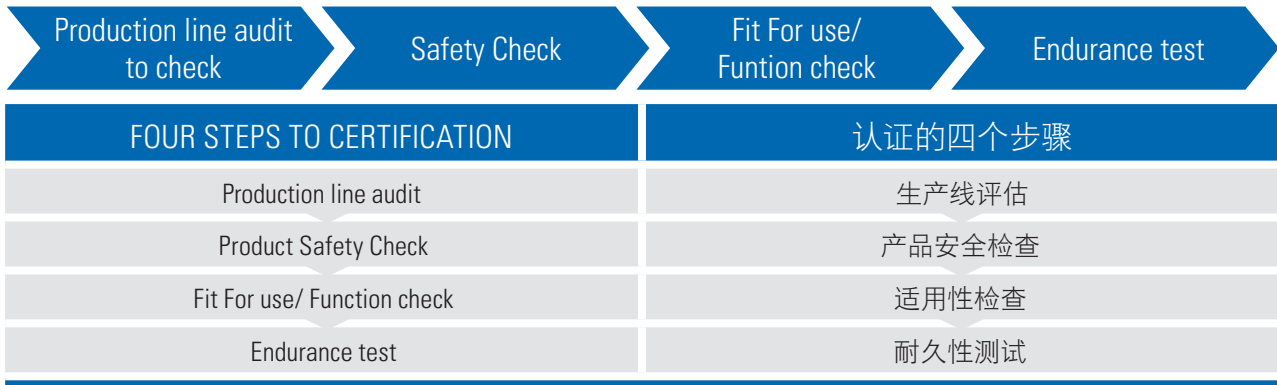 Production line audit
to check
Safety Check
Fit For use/
Funtion check
Endurance test
FOUR STEPS TO CERTIFICATION
认证的四个步骤
Production line audit
生产线评估
Product Safety Check
产品安全检查
Fit For use/ Function check
适用性检查
Endurance test
耐久性测试